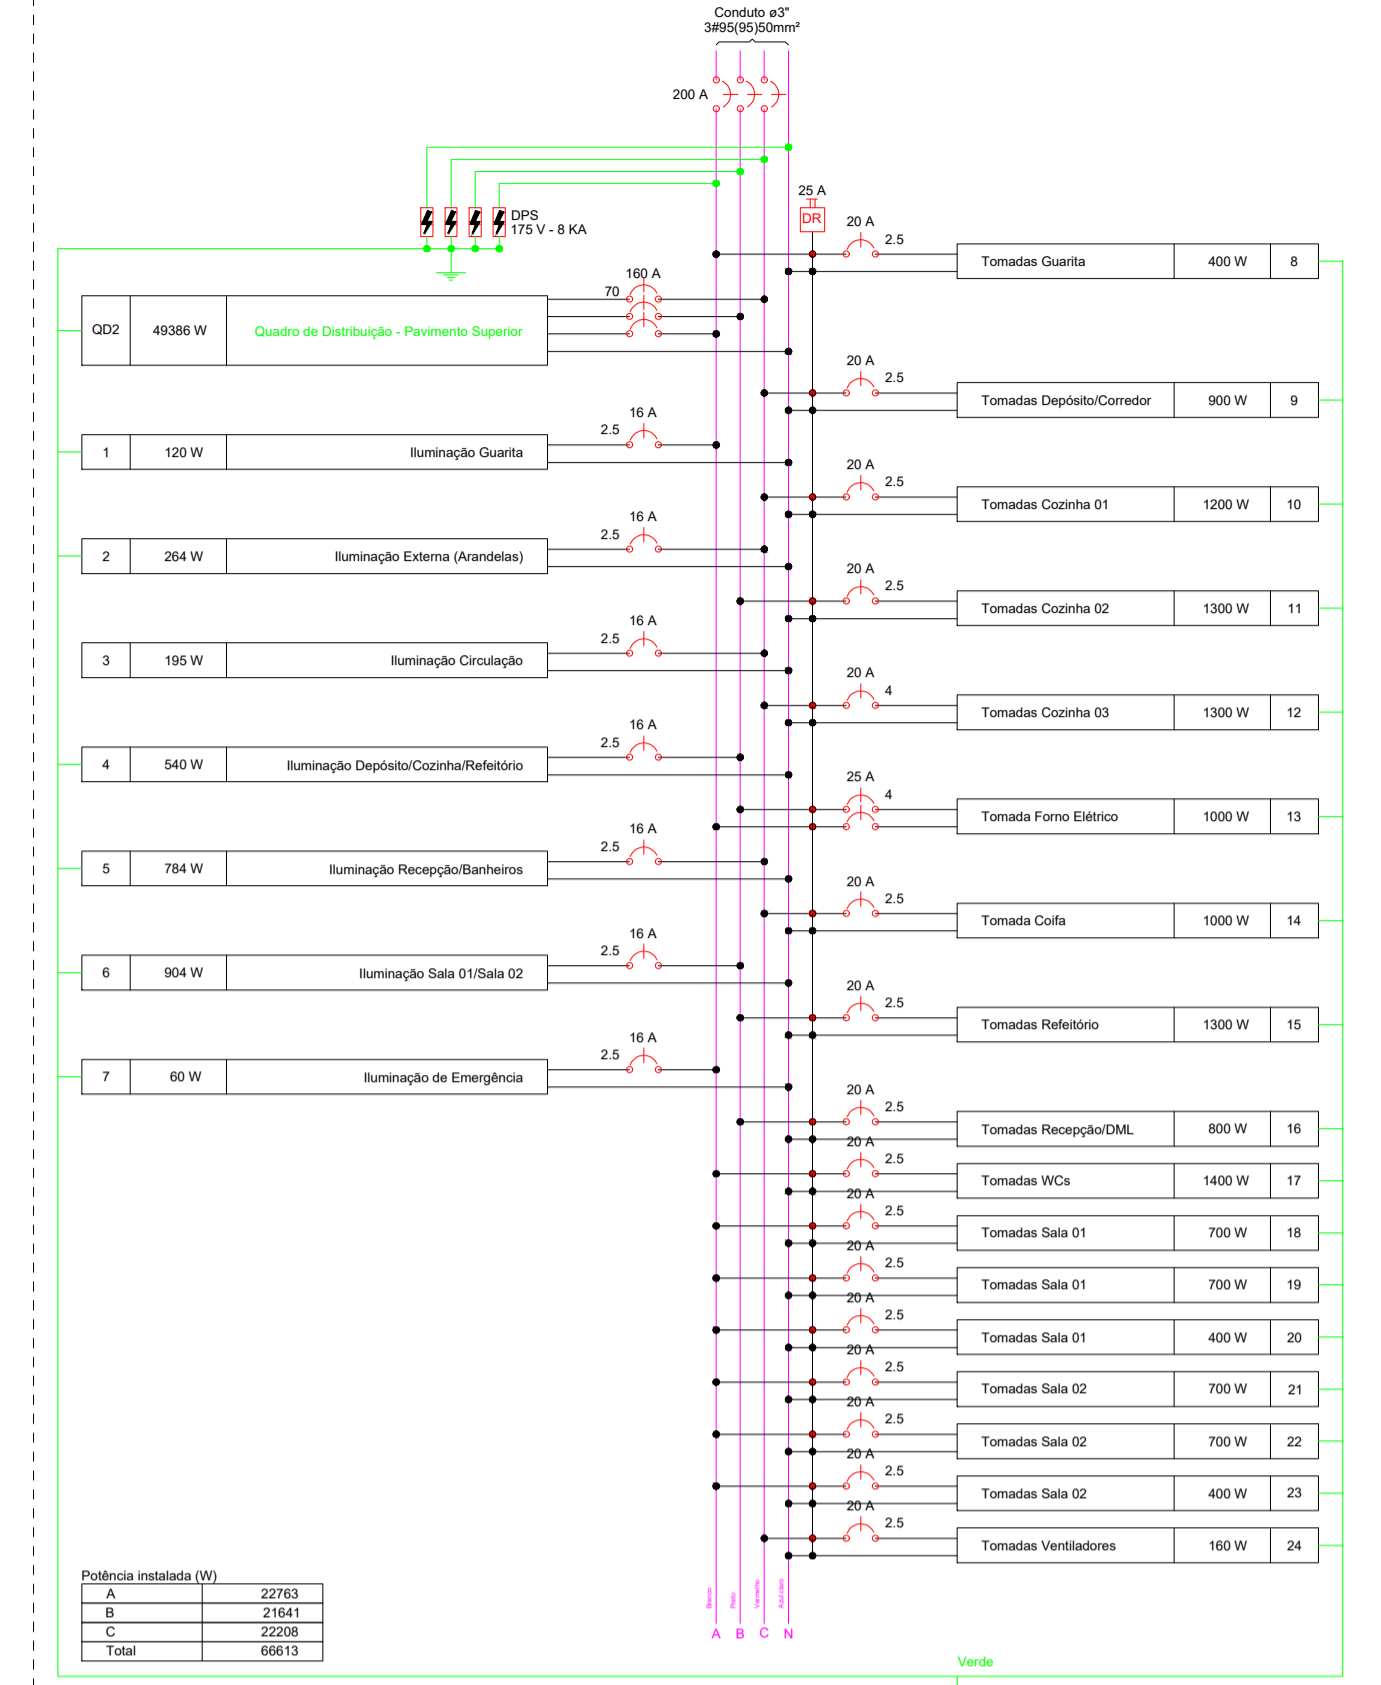 Conduto ø3"
3#95(95)50mm²
200 A
DPS
175 V - 8 KA
25 A
DR
QD2 49386 W Quadro de Distribuição - Pavimento Superior
160 A
70
1 120 W Iluminação Guarita
16 A
2.5
2 264 W Iluminação Externa (Arandelas)
16 A
2.5
3 195 W Iluminação Circulação
16 A
2.5
4 540 W Iluminação Depósito/Cozinha/Refeitório
16 A
2.5
5 784 W Iluminação Recepção/Banheiros
16 A
2.5
6 904 W Iluminação Sala 01/Sala 02
16 A
2.5
7 60 W Iluminação de Emergência
16 A
2.5
20 A
2.5
Tomadas Guarita 400 W 8
20 A
2.5
Tomadas Depósito/Corredor 900 W 9
20 A
2.5
Tomadas Cozinha 01 1200 W 10
20 A
2.5
Tomadas Cozinha 02 1300 W 11
20 A
4
Tomadas Cozinha 03 1300 W 12
25 A
4
Tomada Forno Elétrico 1000 W 13
20 A
2.5
Tomada Coifa 1000 W 14
20 A
2.5
Tomadas Refeitório 1300 W 15
20 A
2.5
Tomadas Recepção/DML 800 W 16
20 A
2.5
Tomadas WCs 1400 W 17
20 A
2.5
Tomadas Sala 01 700 W 18
20 A
2.5
Tomadas Sala 01 700 W 19
20 A
2.5
Tomadas Sala 01 400 W 20
20 A
2.5
Tomadas Sala 02 700 W 21
20 A
2.5
Tomadas Sala 02 700 W 22
20 A
2.5
Tomadas Sala 02 400 W 23
20 A
2.5
Tomadas Ventiladores 160 W 24
Potência instalada (W)
A 22763
B 21641
C 22208
Total 66613
Branco
Preto
Vermelho
Azul claro
A B C N
Verde